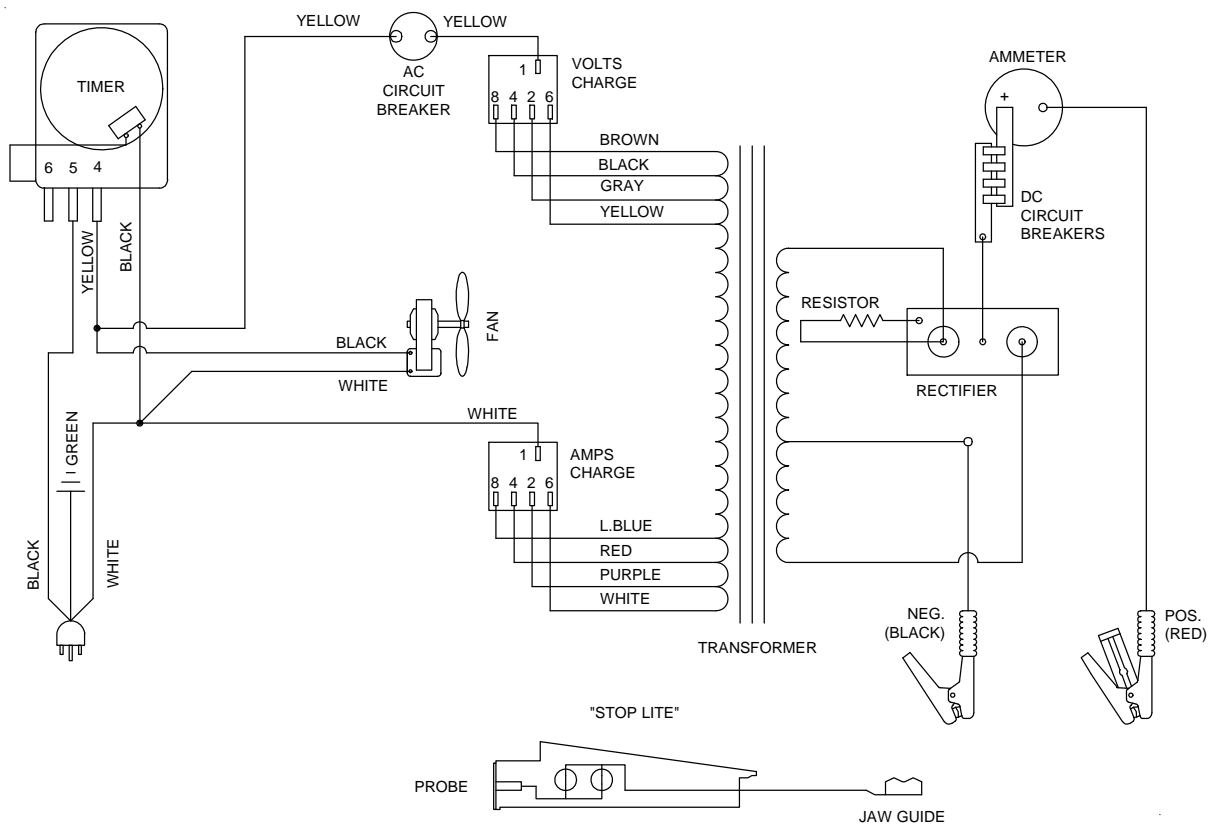 YELLOW
YELLOW
AC
CIRCUIT
BREAKER
TIMER
6 5 4
YELLOW
BLACK
1
8 4 2 6
VOLTS
CHARGE
BROWN
BLACK
GRAY
YELLOW
AMMETER
+
DC
CIRCUIT
BREAKERS
RESISTOR
RECTIFIER
FAN
BLACK
WHITE
WHITE
1
8 4 2 6
AMPS
CHARGE
L.BLUE
RED
PURPLE
WHITE
GREEN
BLACK
WHITE
TRANSFORMER
NEG.
(BLACK)
POS.
(RED)
"STOP LITE"
PROBE
JAW GUIDE